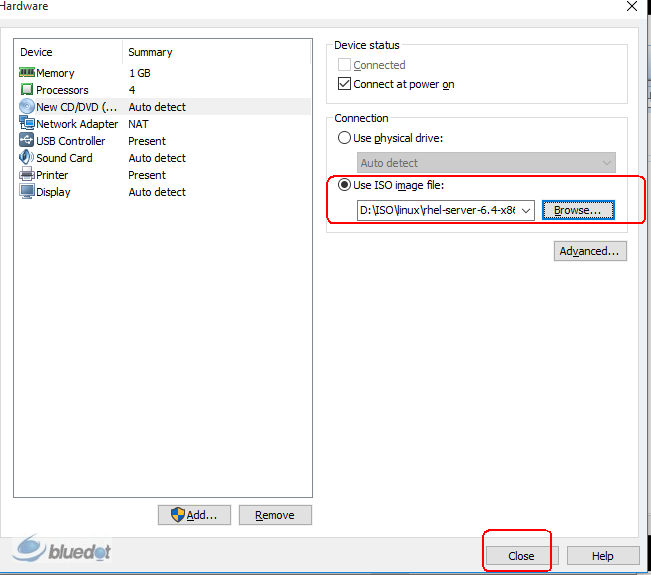 Hardware
Device Summary
Memory 1 GB
Processors 4
New CD/DVD (... Auto detect
Network Adapter NAT
USB Controller Present
Sound Card Auto detect
Printer Present
Display Auto detect
Add... Remove
Device status
Connected
Connect at power on
Connection
Use physical drive:
Auto detect
Use ISO image file:
D:\ISO\linux\rhel-server-6.4-x86 Browse...
Advanced...
bluedot
Close Help